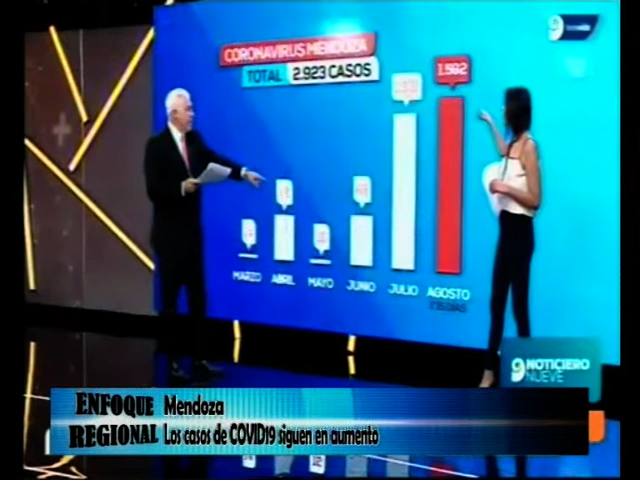 CORONAVIRUS MENDOZA
TOTAL 2.923 CASOS
1.592
MARZO
ABRIL
MAYO
JUNIO
JULIO
AGOSTO
9 NOTICIERO
NUEVE
ENFOQUE
REGIONAL
Mendoza
Los casos de COVID19 siguen en aumento